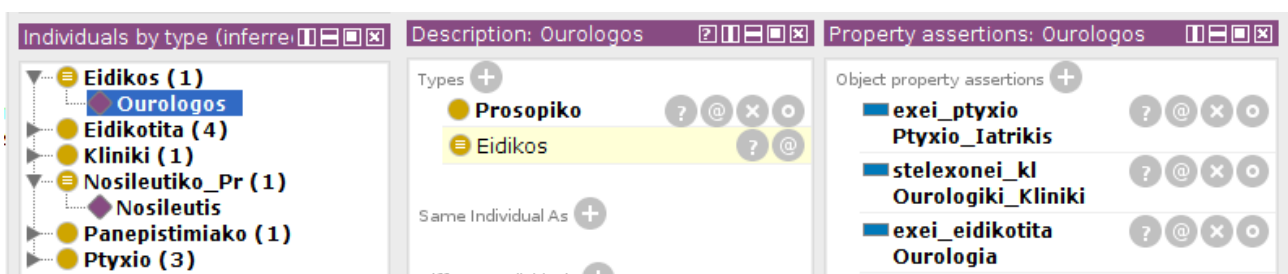 Individuals by type (inferre
Eidikos (1)
Ourologos
Eidikotita (4)
Kliniki (1)
Nosileutiko_Pr (1)
Nosileutis
Panepistimiako (1)
Ptyxio (3)
Description: Ourologos
Types
Prosopiko
Eidikos
Same Individual As
Property assertions: Ourologos
Object property assertions
exei_ptyxio
Ptyxio_Iatrikis
stelexonei_kl
Ourologiki_Kliniki
exei_eidikotita
Ourologia